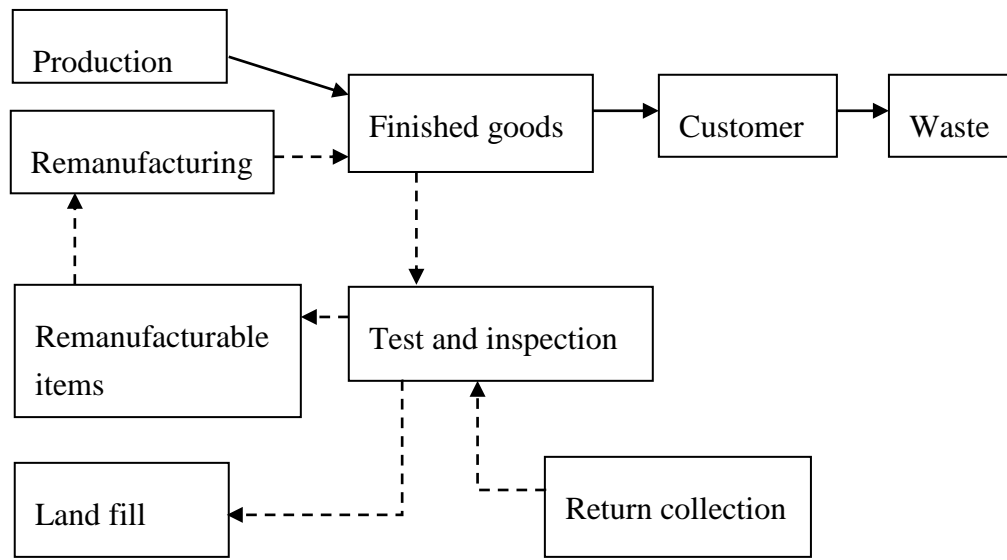 Production
Finished goods
Customer
Waste
Remanufacturing
Remanufacturable
items
Test and inspection
Land fill
Return collection